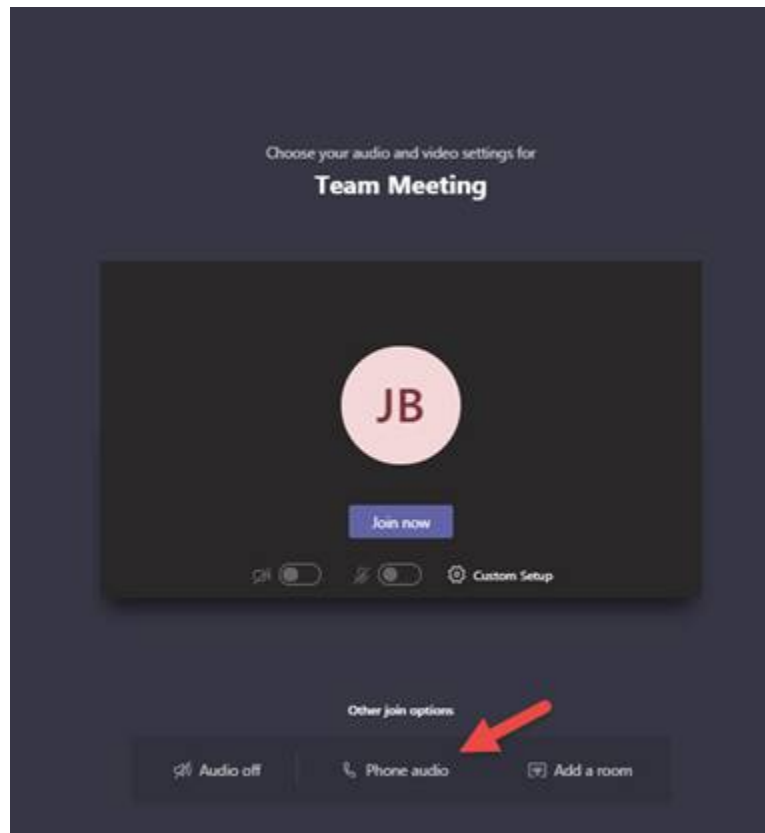 Choose your audio and video settings for
Team Meeting
JB
Join now
Custom Setup
Other join options
Audio off Phone audio Add a room